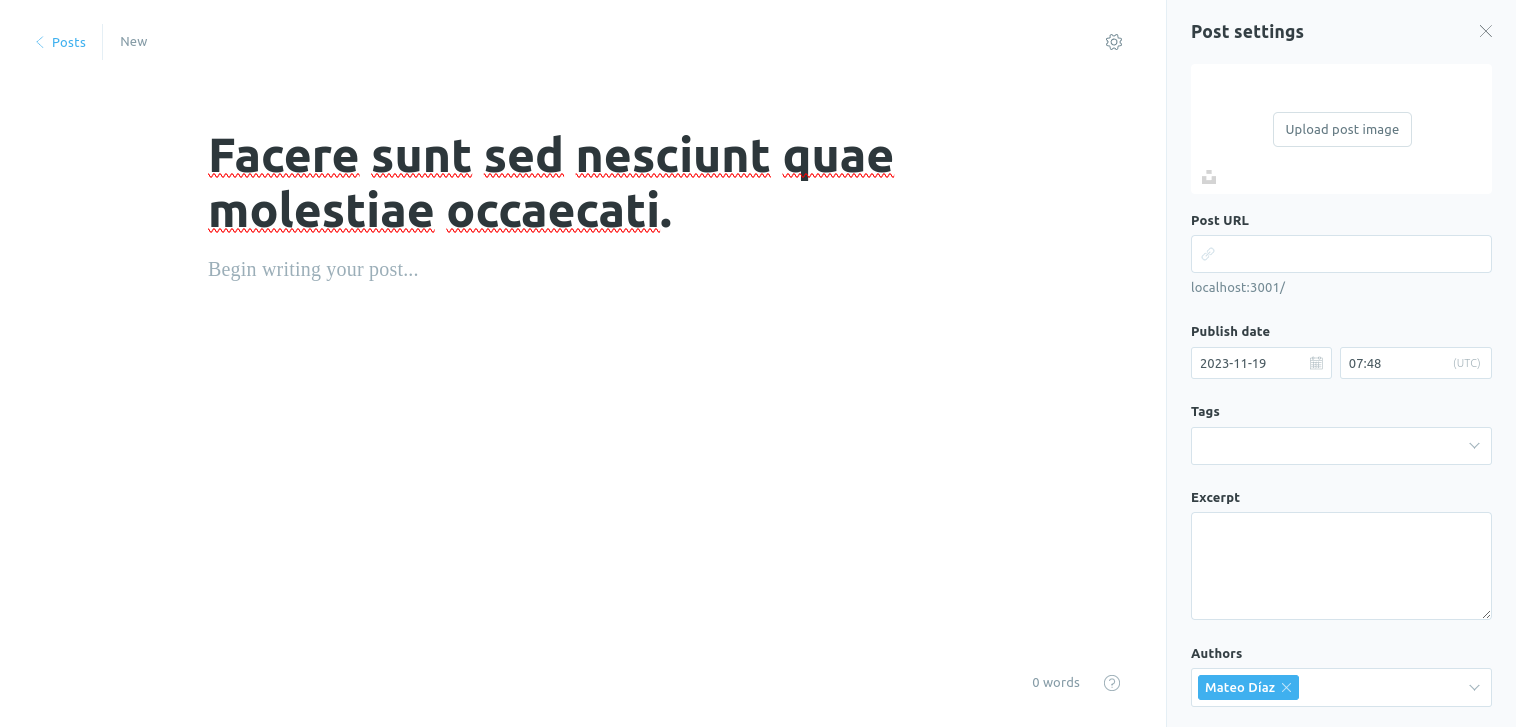 Posts
New
Facere sunt sed nesciunt quae
molestiae occaecati.
Begin writing your post...
0 words
?
Post settings
Upload post image
Post URL
localhost:3001/
Publish date
2023-11-19
07:48
(UTC)
Tags
Excerpt
Authors
Mateo Díaz